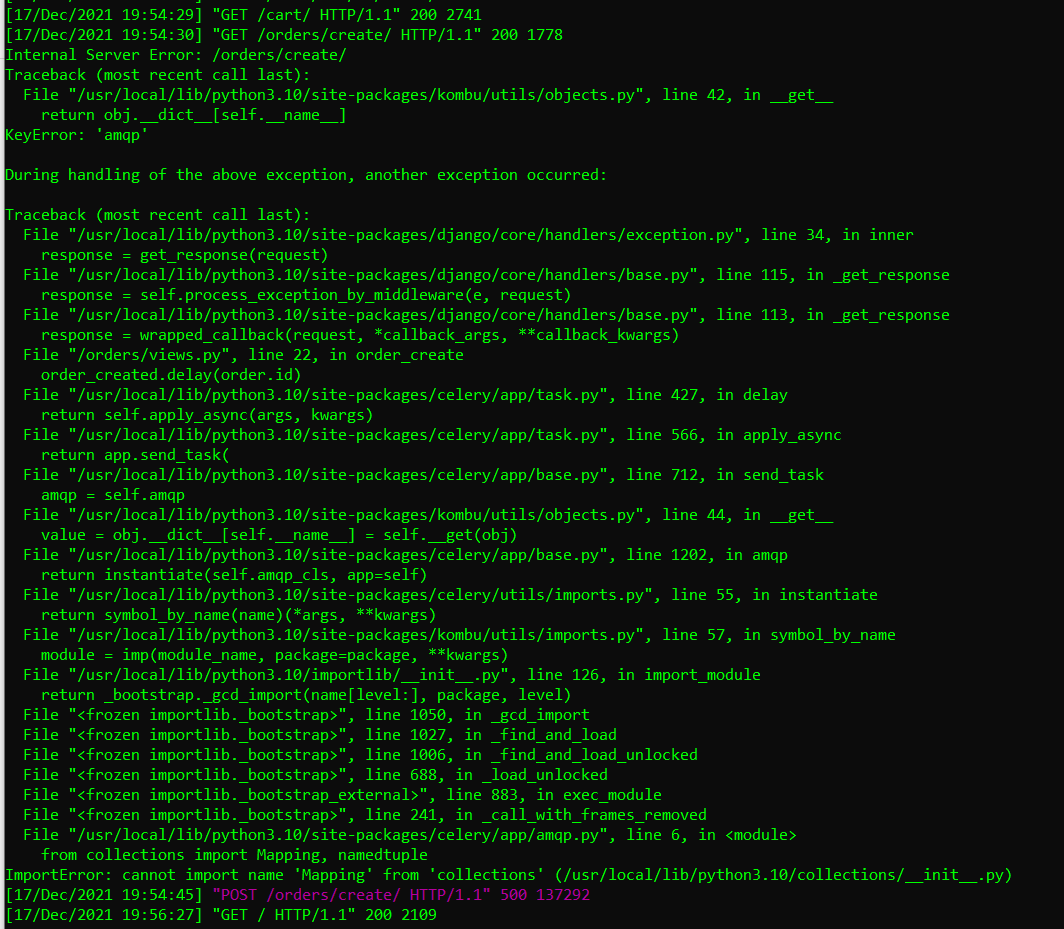 [17/Dec/2021 19:54:29] "GET /cart/ HTTP/1.1" 200 2741
[17/Dec/2021 19:54:30] "GET /orders/create/ HTTP/1.1" 200 1778
Internal Server Error: /orders/create/
Traceback (most recent call last):
  File "/usr/local/lib/python3.10/site-packages/kombu/utils/objects.py", line 42, in __get__
    return obj.__dict__[self.__name__]
KeyError: 'amqp'

During handling of the above exception, another exception occurred:

Traceback (most recent call last):
  File "/usr/local/lib/python3.10/site-packages/django/core/handlers/exception.py", line 34, in inner
    response = get_response(request)
  File "/usr/local/lib/python3.10/site-packages/django/core/handlers/base.py", line 115, in _get_response
    response = self.process_exception_by_middleware(e, request)
  File "/usr/local/lib/python3.10/site-packages/django/core/handlers/base.py", line 113, in _get_response
    response = wrapped_callback(request, *callback_args, **callback_kwargs)
  File "/orders/views.py", line 22, in order_create
    order_created.delay(order.id)
  File "/usr/local/lib/python3.10/site-packages/celery/app/task.py", line 427, in delay
    return self.apply_async(args, kwargs)
  File "/usr/local/lib/python3.10/site-packages/celery/app/task.py", line 566, in apply_async
    return app.send_task(
  File "/usr/local/lib/python3.10/site-packages/celery/app/base.py", line 712, in send_task
    amqp = self.amqp
  File "/usr/local/lib/python3.10/site-packages/kombu/utils/objects.py", line 44, in __get__
    value = obj.__dict__[self.__name__] = self.__get(obj)
  File "/usr/local/lib/python3.10/site-packages/celery/app/base.py", line 1202, in amqp
    return instantiate(self.amqp_cls, app=self)
  File "/usr/local/lib/python3.10/site-packages/celery/utils/imports.py", line 55, in instantiate
    return symbol_by_name(name)(*args, **kwargs)
  File "/usr/local/lib/python3.10/site-packages/kombu/utils/imports.py", line 57, in symbol_by_name
    module = imp(module_name, package=package, **kwargs)
  File "/usr/local/lib/python3.10/importlib/__init__.py", line 126, in import_module
    return _bootstrap._gcd_import(name[level:], package, level)
  File "<frozen importlib._bootstrap>", line 1050, in _gcd_import
  File "<frozen importlib._bootstrap>", line 1027, in _find_and_load
  File "<frozen importlib._bootstrap>", line 1006, in _find_and_load_unlocked
  File "<frozen importlib._bootstrap>", line 688, in _load_unlocked
  File "<frozen importlib._bootstrap_external>", line 883, in exec_module
  File "<frozen importlib._bootstrap>", line 241, in _call_with_frames_removed
  File "/usr/local/lib/python3.10/site-packages/celery/app/amqp.py", line 6, in <module>
    from collections import Mapping, namedtuple
ImportError: cannot import name 'Mapping' from 'collections' (/usr/local/lib/python3.10/collections/__init__.py)
[17/Dec/2021 19:54:45] "POST /orders/create/ HTTP/1.1" 500 137292
[17/Dec/2021 19:56:27] "GET / HTTP/1.1" 200 2109